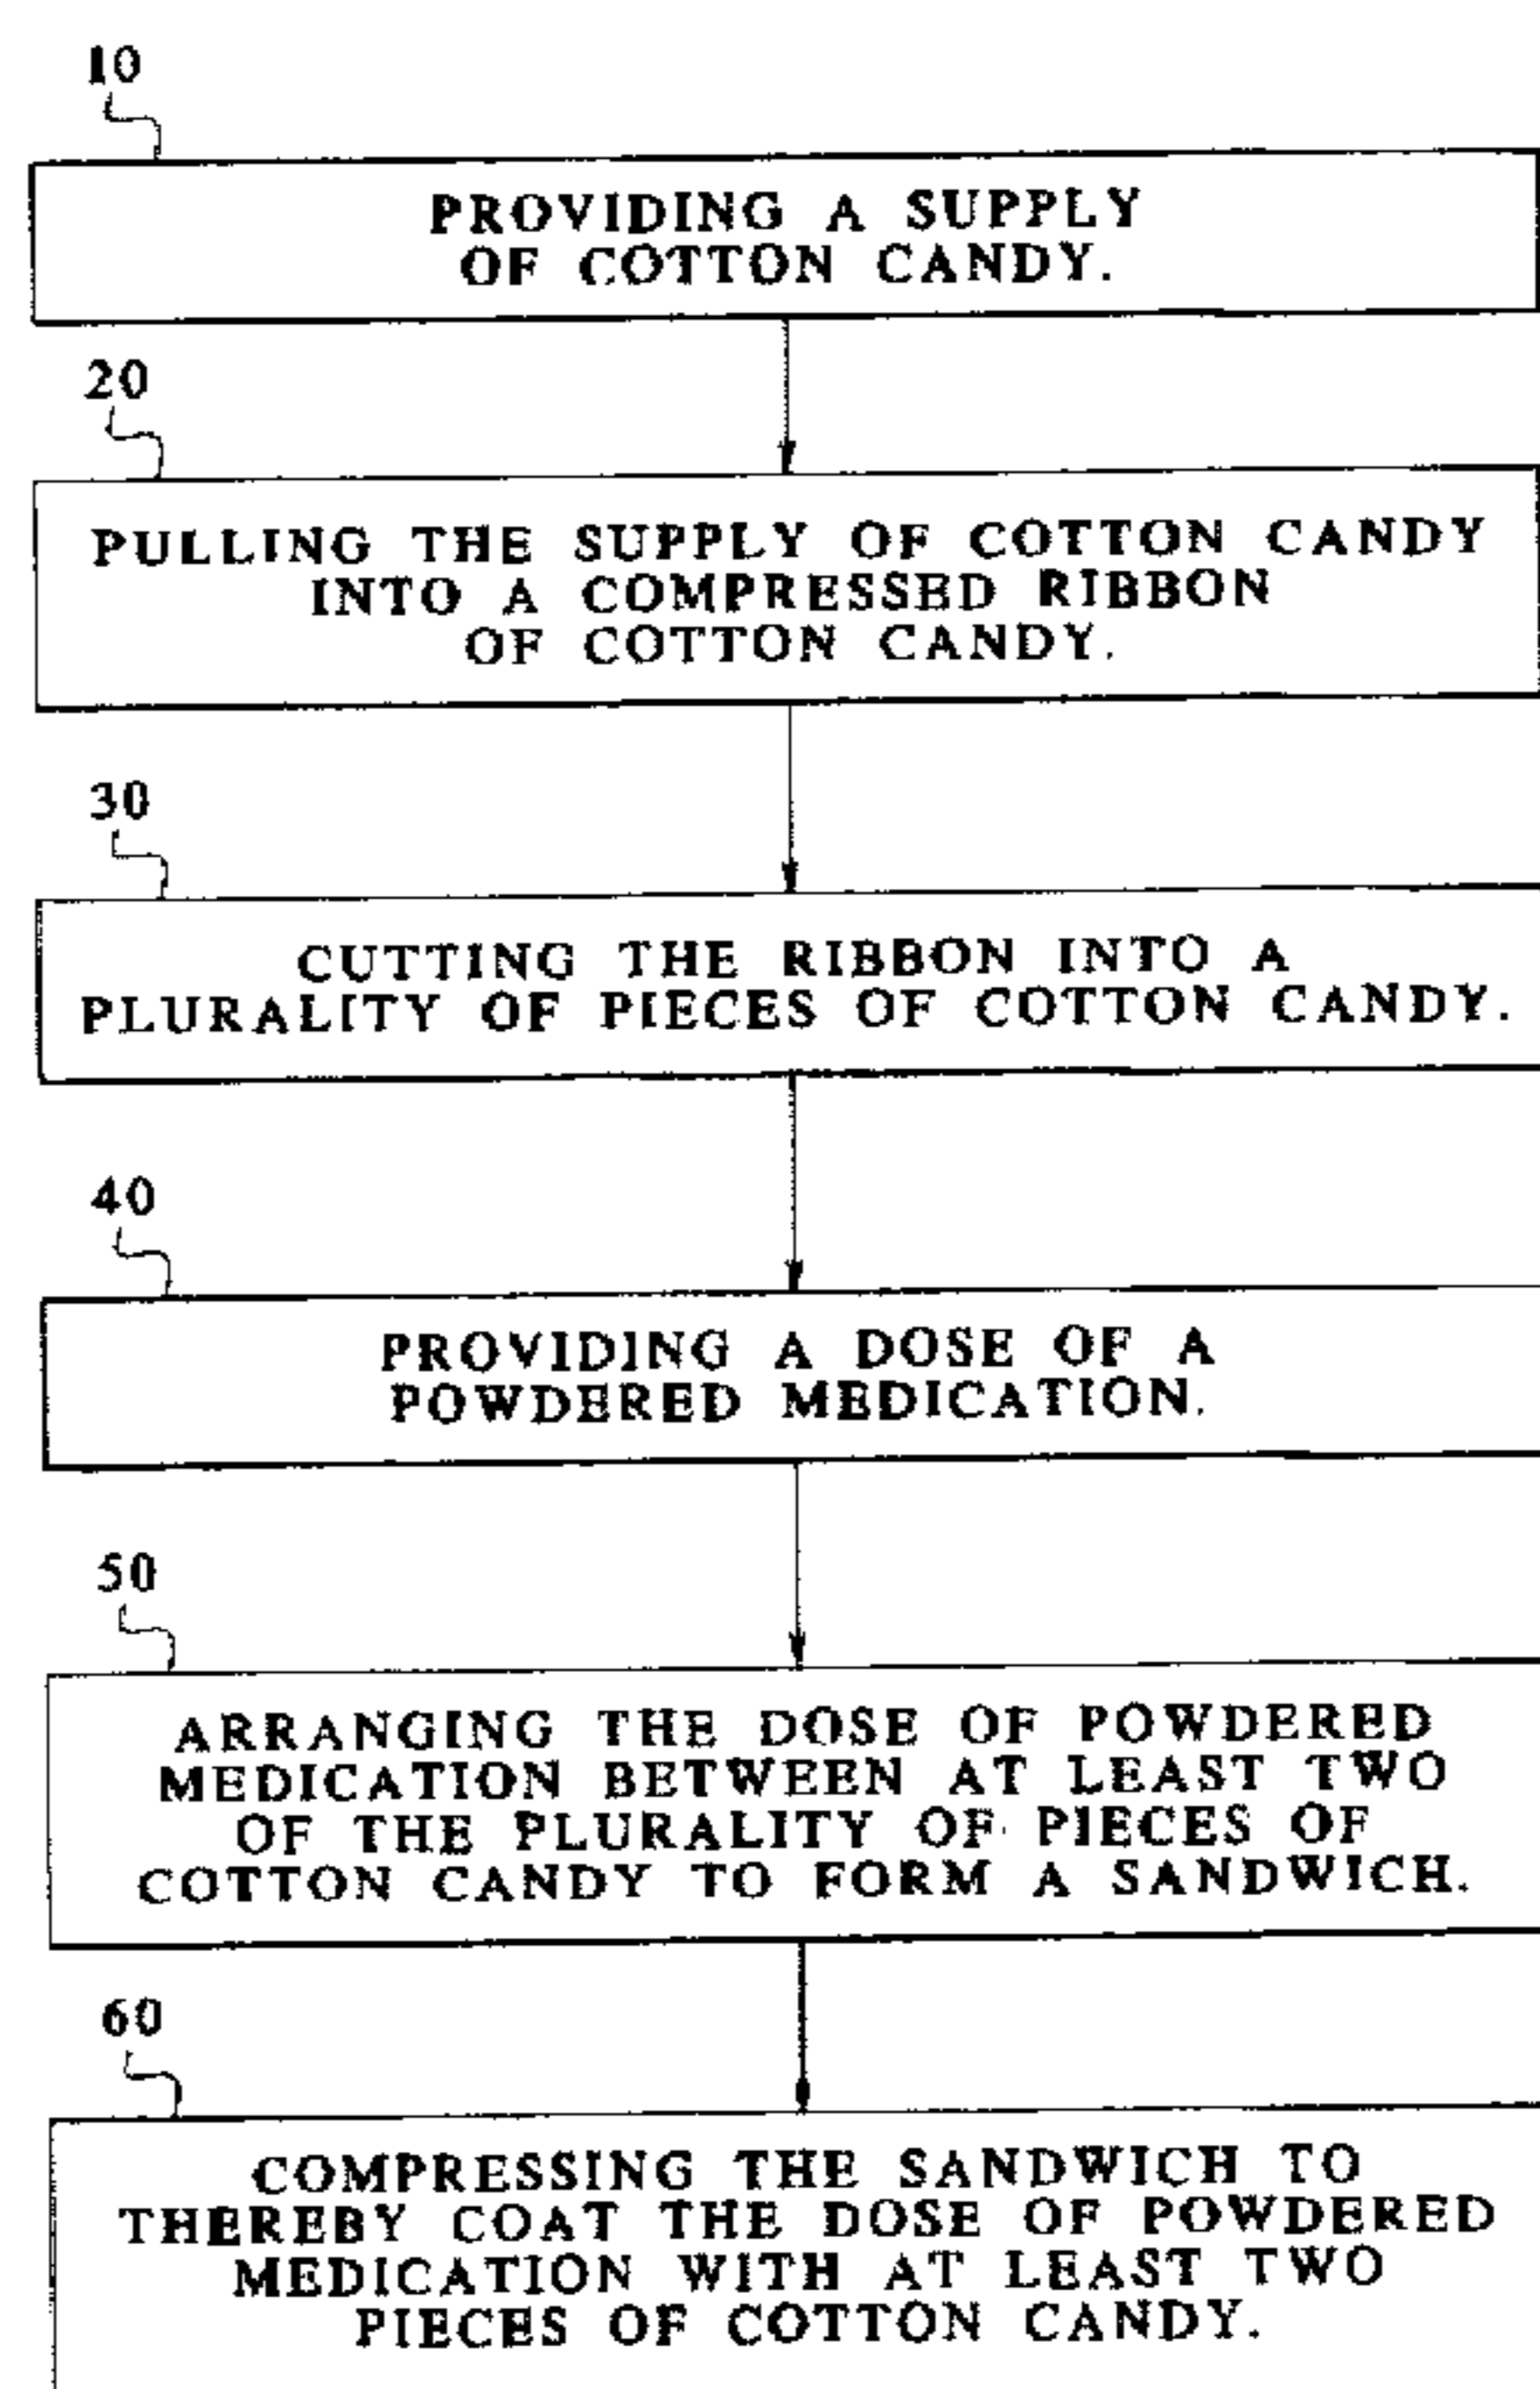 10
PROVIDING A SUPPLY
OF COTTON CANDY.
20
PULLING THE SUPPLY OF COTTON CANDY
INTO A COMPRESSED RIBBON
OF COTTON CANDY.
30
CUTTING THE RIBBON INTO A
PLURALITY OF PIECES OF COTTON CANDY.
40
PROVIDING A DOSE OF A
POWDERED MEDICATION.
50
ARRANGING THE DOSE OF POWDERED
MEDICATION BETWEEN AT LEAST TWO
OF THE PLURALITY OF PIECES OF
COTTON CANDY TO FORM A SANDWICH.
60
COMPRESSING THE SANDWICH TO
THEREBY COAT THE DOSE OF POWDERED
MEDICATION WITH AT LEAST TWO
PIECES OF COTTON CANDY.